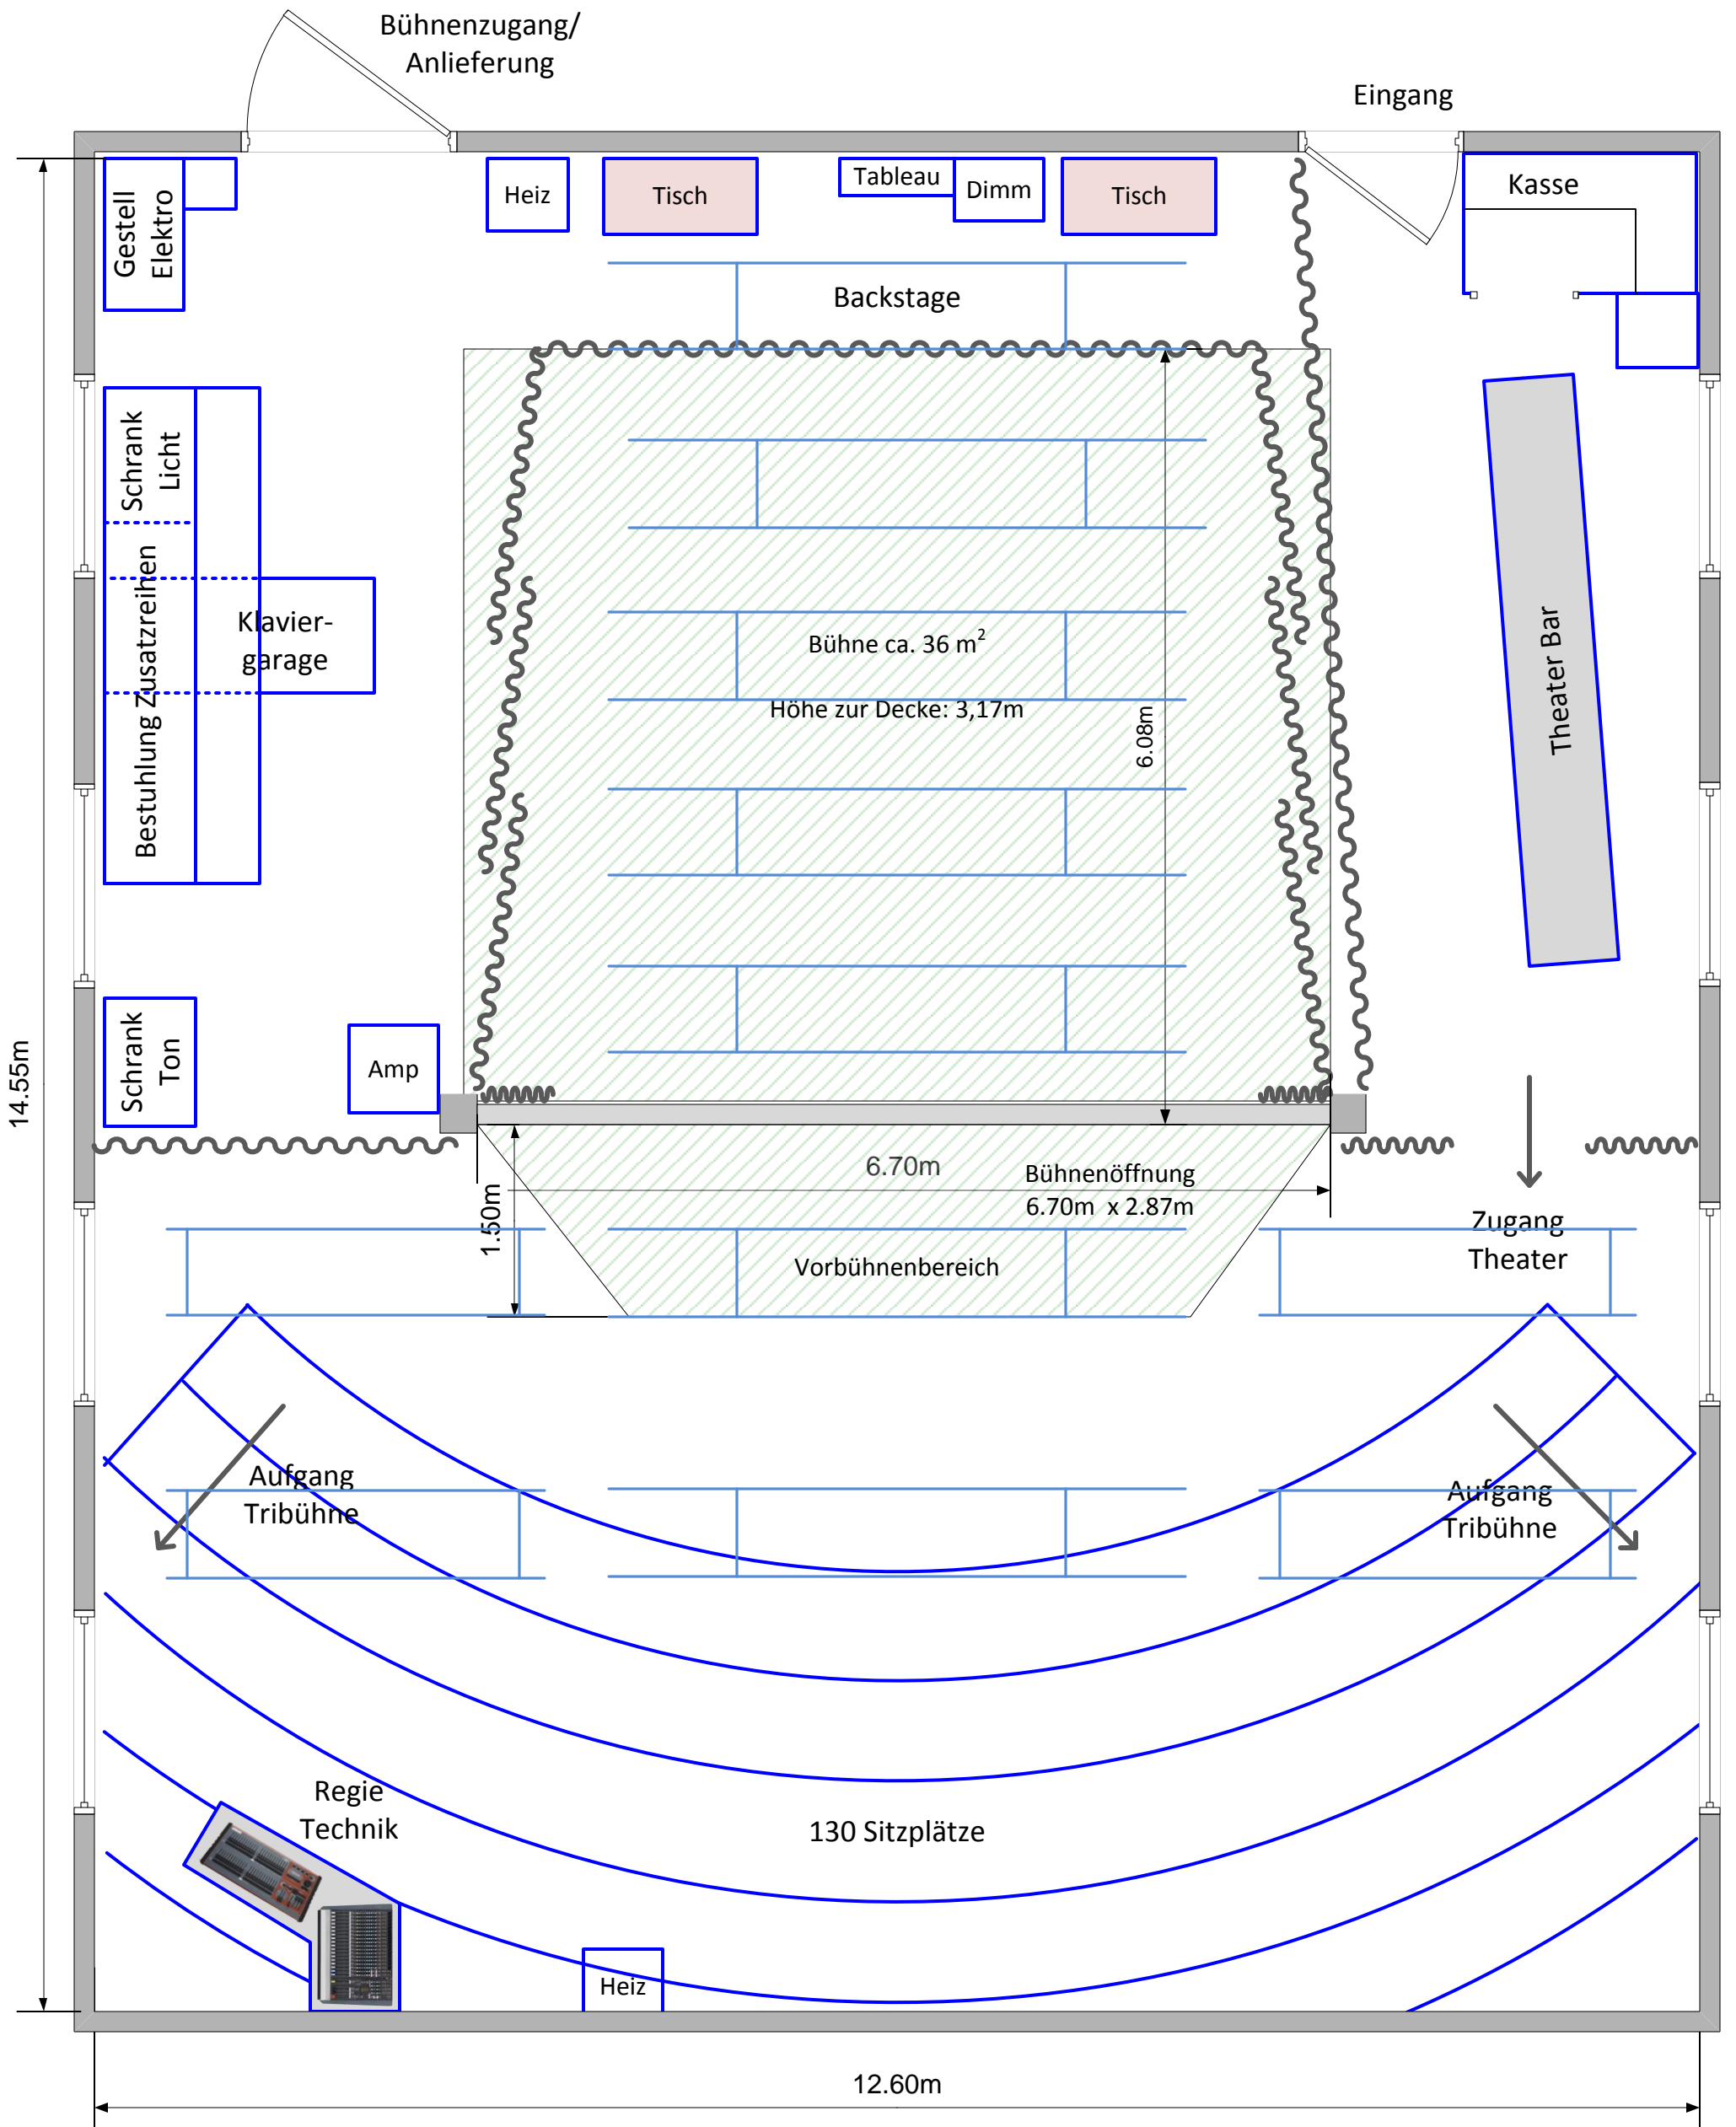 Bühnenzugang/
Anlieferung
Eingang
Gestell
Elektro
Heiz
Tisch
Tableau
Dimm
Tisch
Kasse
Backstage
Schrank
Licht
Bestuhlung Zusatzreihen
Klavier-
garage
Bühne ca. 36 m²
Höhe zur Decke: 3,17m
6.08m
Theater Bar
Schrank
Ton
Amp
14.55m
6.70m
Bühnenöffnung
6.70m x 2.87m
1.50m
Vorbühnenbereich
Zugang
Theater
Aufgang
Tribühne
Aufgang
Tribühne
Regie
Technik
130 Sitzplätze
Heiz
12.60m